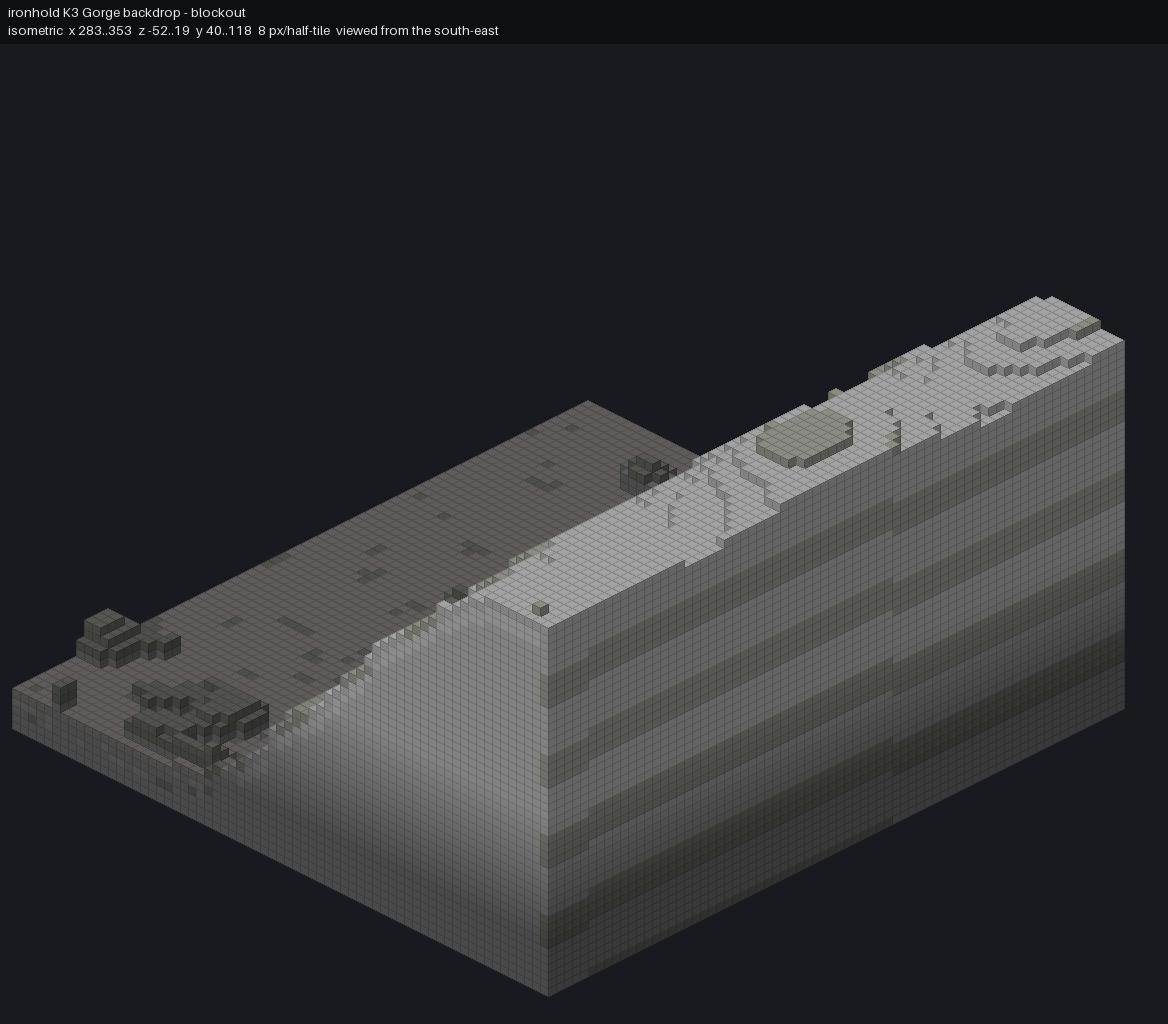 ironhold K3 Gorge backdrop - blockout
isometric  x 283..353  z -52..19  y 40..118  8 px/half-tile  viewed from the south-east